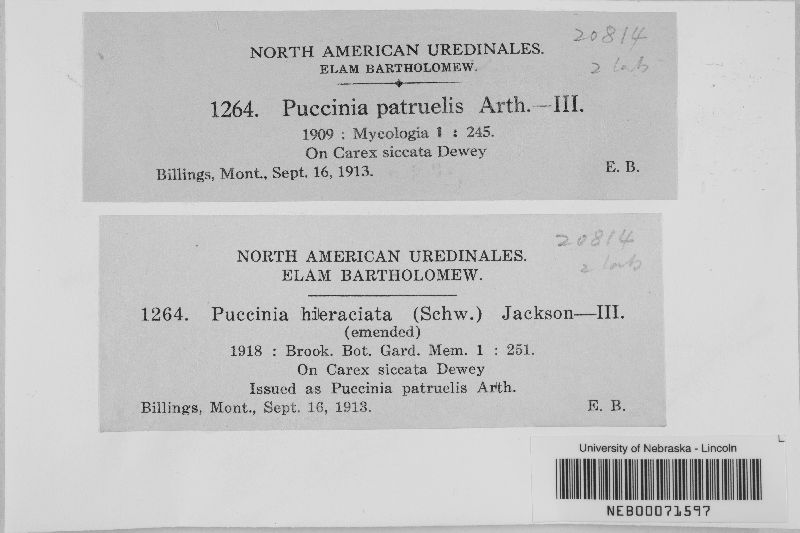 20814
2 lab
NORTH AMERICAN UREDINALES.
ELAM BARTHOLOMEW.
1264. Puccinia patruelis Arth.—III.
1909 : Mycologia 1 : 245.
On Carex siccata Dewey
Billings, Mont., Sept. 16, 1913. E. B.
20814
2 lab
NORTH AMERICAN UREDINALES.
ELAM BARTHOLOMEW.
1264. Puccinia hieraciata (Schw.) Jackson—III.
(emended)
1918 : Brook. Bot. Gard. Mem. 1 : 251.
On Carex siccata Dewey
Issued as Puccinia patruelis Arth.
Billings, Mont., Sept. 16, 1913. E. B.
University of Nebraska - Lincoln
NEB00071597